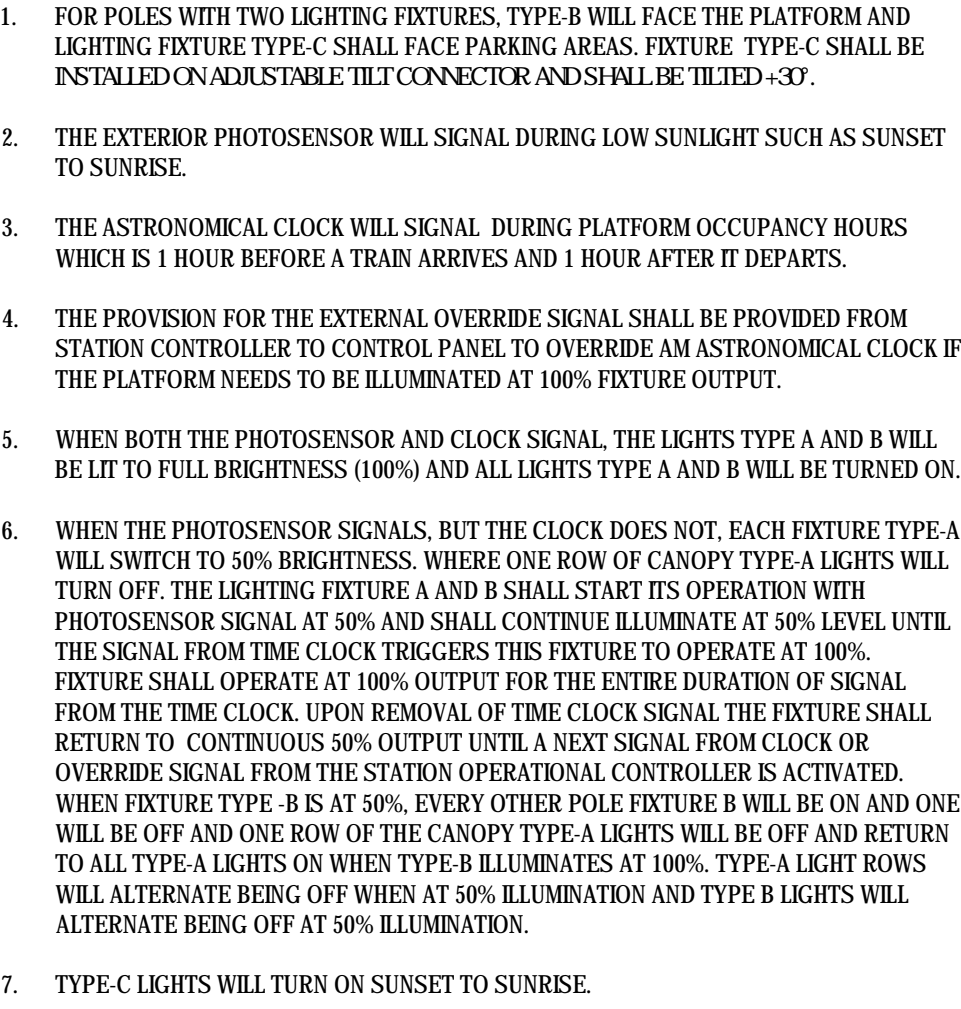 1. FOR POLES WITH TWO LIGHTING FIXTURES, TYPE-B WILL FACE THE PLATFORM AND
LIGHTING FIXTURE TYPE-C SHALL FACE PARKING AREAS. FIXTURE TYPE-C SHALL BE
INSTALLED ON ADJUSTABLE TILT CONNECTOR AND SHALL BE TILTED +30°.
2. THE EXTERIOR PHOTOSENSOR WILL SIGNAL DURING LOW SUNLIGHT SUCH AS SUNSET
TO SUNRISE.
3. THE ASTRONOMICAL CLOCK WILL SIGNAL DURING PLATFORM OCCUPANCY HOURS
WHICH IS 1 HOUR BEFORE A TRAIN ARRIVES AND 1 HOUR AFTER IT DEPARTS.
4. THE PROVISION FOR THE EXTERNAL OVERRIDE SIGNAL SHALL BE PROVIDED FROM
STATION CONTROLLER TO CONTROL PANEL TO OVERRIDE AM ASTRONOMICAL CLOCK IF
THE PLATFORM NEEDS TO BE ILLUMINATED AT 100% FIXTURE OUTPUT.
5. WHEN BOTH THE PHOTOSENSOR AND CLOCK SIGNAL, THE LIGHTS TYPE A AND B WILL
BE LIT TO FULL BRIGHTNESS (100%) AND ALL LIGHTS TYPE A AND B WILL BE TURNED ON.
6. WHEN THE PHOTOSENSOR SIGNALS, BUT THE CLOCK DOES NOT, EACH FIXTURE TYPE-A
WILL SWITCH TO 50% BRIGHTNESS. WHERE ONE ROW OF CANOPY TYPE-A LIGHTS WILL
TURN OFF. THE LIGHTING FIXTURE A AND B SHALL START ITS OPERATION WITH
PHOTOSENSOR SIGNAL AT 50% AND SHALL CONTINUE ILLUMINATE AT 50% LEVEL UNTIL
THE SIGNAL FROM TIME CLOCK TRIGGERS THIS FIXTURE TO OPERATE AT 100%.
FIXTURE SHALL OPERATE AT 100% OUTPUT FOR THE ENTIRE DURATION OF SIGNAL
FROM THE TIME CLOCK. UPON REMOVAL OF TIME CLOCK SIGNAL THE FIXTURE SHALL
RETURN TO CONTINUOUS 50% OUTPUT UNTIL A NEXT SIGNAL FROM CLOCK OR
OVERRIDE SIGNAL FROM THE STATION OPERATIONAL CONTROLLER IS ACTIVATED.
WHEN FIXTURE TYPE -B IS AT 50%, EVERY OTHER POLE FIXTURE B WILL BE ON AND ONE
WILL BE OFF AND ONE ROW OF THE CANOPY TYPE-A LIGHTS WILL BE OFF AND RETURN
TO ALL TYPE-A LIGHTS ON WHEN TYPE-B ILLUMINATES AT 100%. TYPE-A LIGHT ROWS
WILL ALTERNATE BEING OFF WHEN AT 50% ILLUMINATION AND TYPE B LIGHTS WILL
ALTERNATE BEING OFF AT 50% ILLUMINATION.
7. TYPE-C LIGHTS WILL TURN ON SUNSET TO SUNRISE.